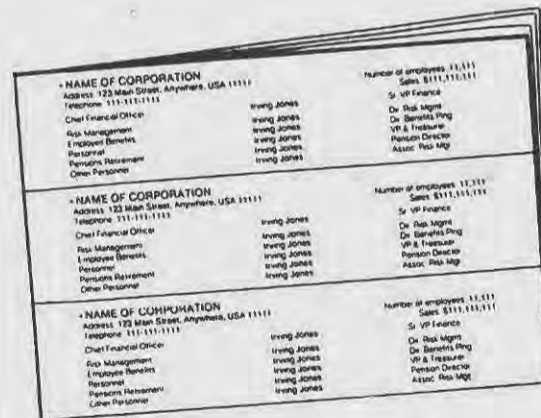 • NAME OF CORPORATION
Address 123 Main Street, Anywhere, USA 11111 Number of employees 11,111
Telephone 111-111-1111 Sales $111,111,111
Chief Financial Officer Irving Jones Sr VP Finance
Risk Management Irving Jones Dir Risk Mgmt
Employee Benefits Irving Jones Dir Benefits Plng
Personnel Irving Jones VP & Treasurer
Pensions Retirement Irving Jones Pension Director
Other Personnel Irving Jones Assoc Risk Mgt
• NAME OF CORPORATION
Address 123 Main Street, Anywhere, USA 11111 Number of employees 11,111
Telephone 111-111-1111 Sales $111,111,111
Chief Financial Officer Irving Jones Sr VP Finance
Risk Management Irving Jones Dir Risk Mgmt
Employee Benefits Irving Jones Dir Benefits Plng
Personnel Irving Jones VP & Treasurer
Pensions Retirement Irving Jones Pension Director
Other Personnel Irving Jones Assoc Risk Mgt
• NAME OF CORPORATION
Address 123 Main Street, Anywhere, USA 11111 Number of employees 11,111
Telephone 111-111-1111 Sales $111,111,111
Chief Financial Officer Irving Jones Sr VP Finance
Risk Management Irving Jones Dir Risk Mgmt
Employee Benefits Irving Jones Dir Benefits Plng
Personnel Irving Jones VP & Treasurer
Pensions Retirement Irving Jones Pension Director
Other Personnel Irving Jones Assoc Risk Mgt